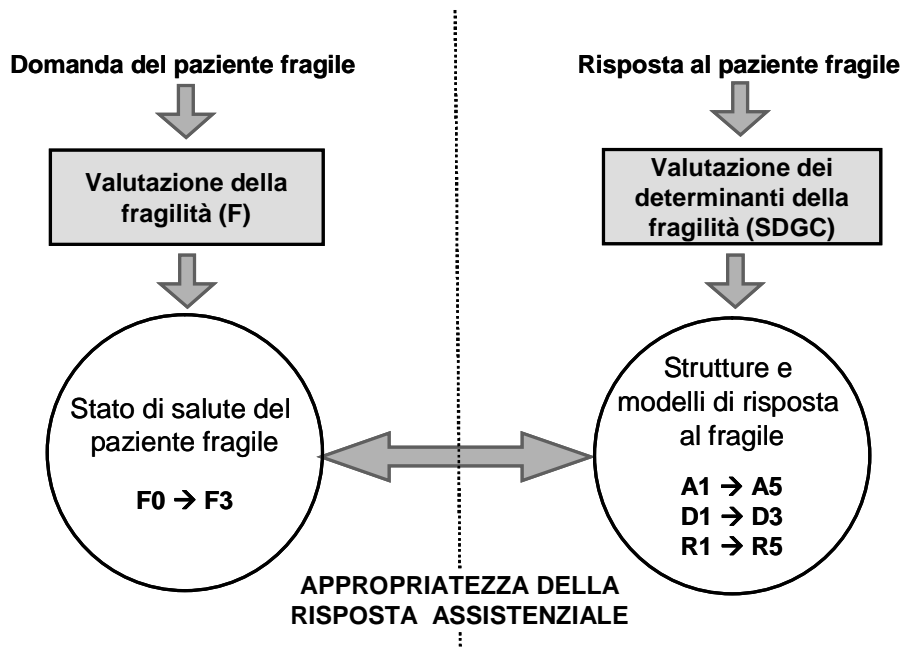 Domanda del paziente fragile
Valutazione della
fragilità (F)
Stato di salute del
paziente fragile
F0 → F3
Risposta al paziente fragile
Valutazione dei
determinanti della
fragilità (SDGC)
Strutture e
modelli di risposta
al fragile
A1 → A5
D1 → D3
R1 → R5
APPROPRIATEZZA DELLA
RISPOSTA ASSISTENZIALE